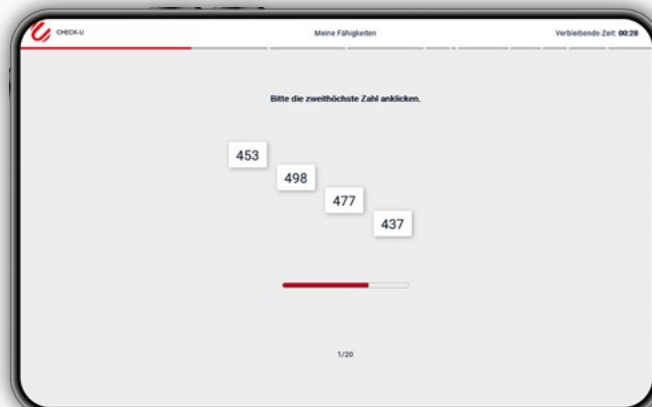 CHECK-U
Meine Fähigkeiten
Verbleibende Zeit: 00:28
Bitte die zweithöchste Zahl anklicken.
453
498
477
437
1/20